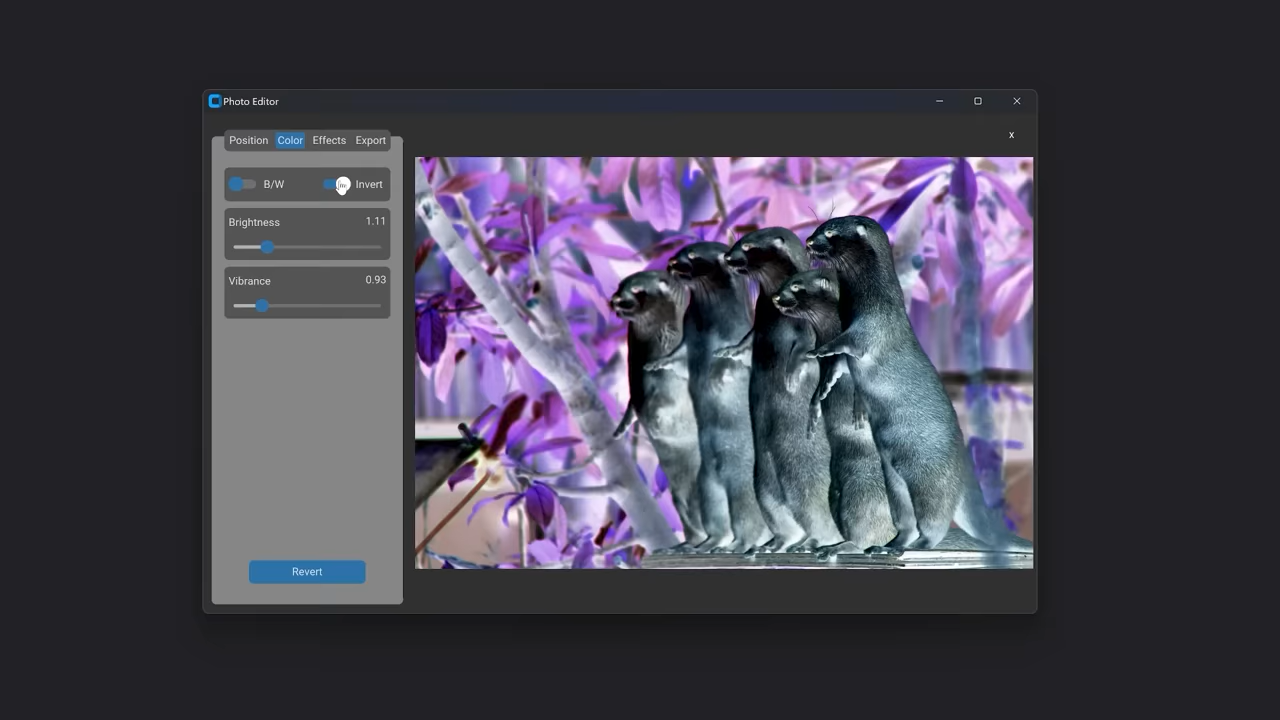 Photo Editor
x
Position Color Effects Export
B/W Invert
Brightness 1.11
Vibrance 0.93
Revert